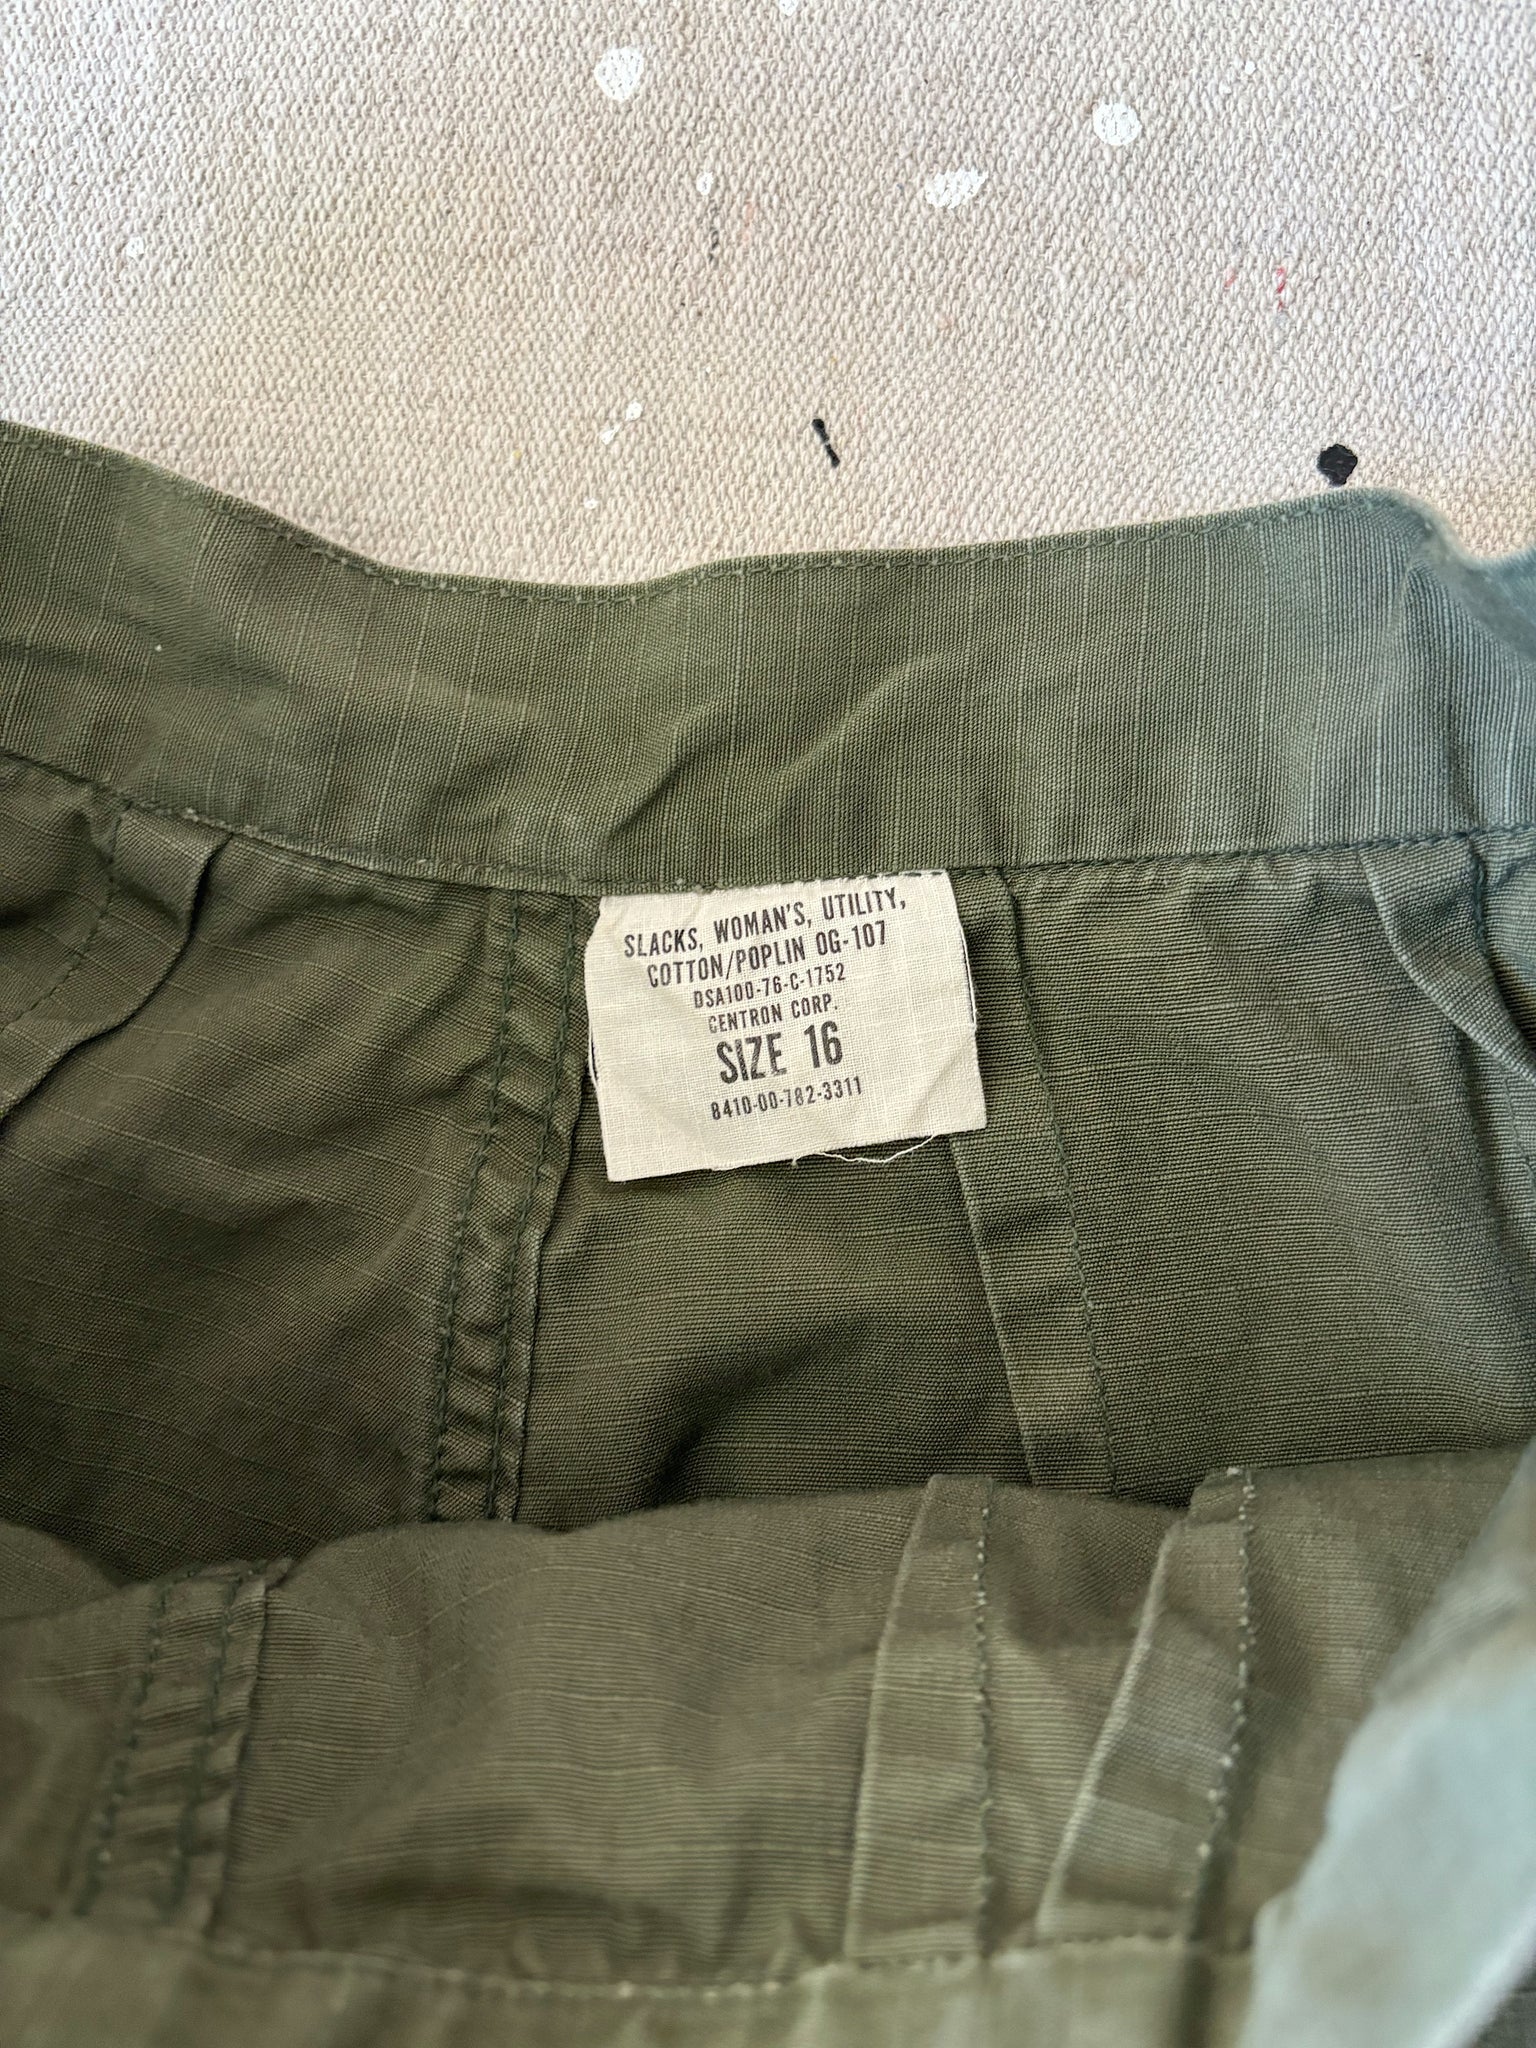 SLACKS, WOMAN'S, UTILITY,
COTTON/POPLIN OG-107
DSA100-76-C-1752
CENTRON CORP.
SIZE 16
8410-00-782-3311